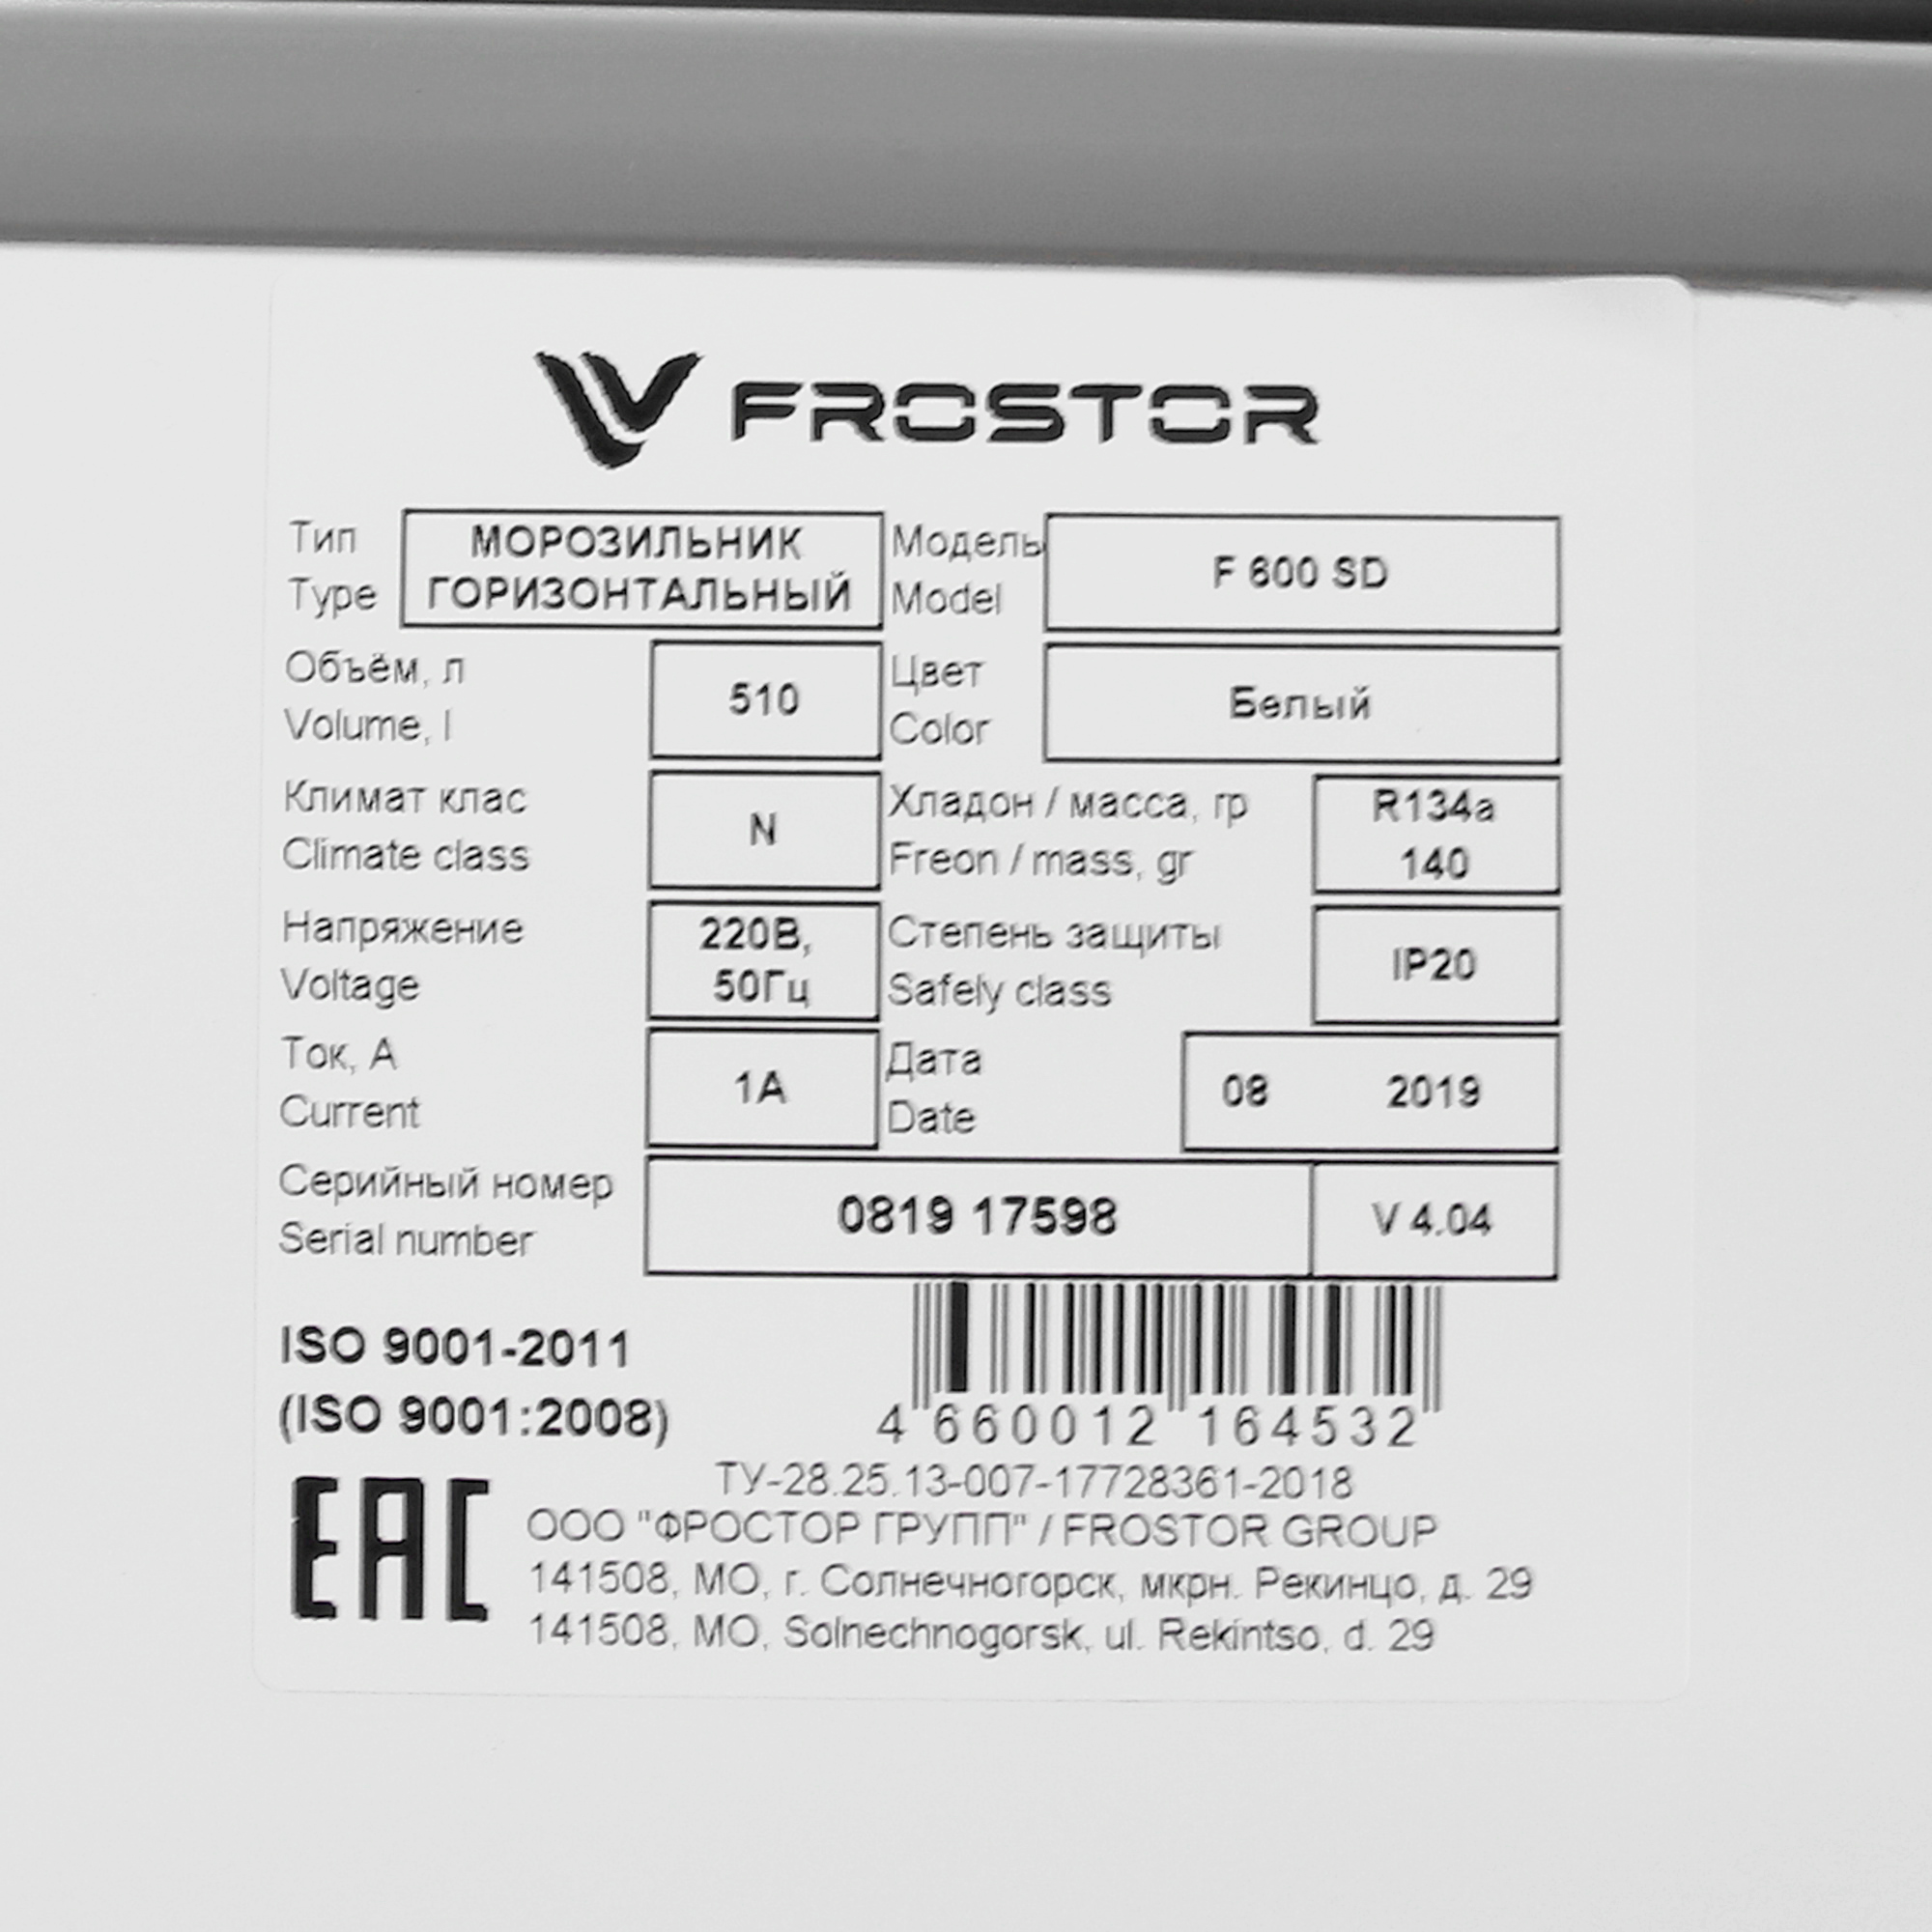 FROSTOR
Тип МОРОЗИЛЬНИК Модель F 600 SD
Type ГОРИЗОНТАЛЬНЫЙ Model
Объём, л 510 Цвет Белый
Volume, l Color
Климат клас N Хладон / масса, гр R134a
Climate class Freon / mass, gr 140
Напряжение 220В, Степень защиты IP20
Voltage 50Гц Safely class
Ток, А 1А Дата 08 2019
Current Date
Серийный номер 0819 17598 V 4.04
Serial number
ISO 9001-2011
(ISO 9001:2008)
4 660012 164532
ТУ-28.25.13-007-17728361-2018
EAC
ООО "ФРОСТОР ГРУПП" / FROSTOR GROUP
141508, МО, г. Солнечногорск, мкрн. Рекинцо, д. 29
141508, MO, Solnechnogorsk, ul. Rekintso, d. 29